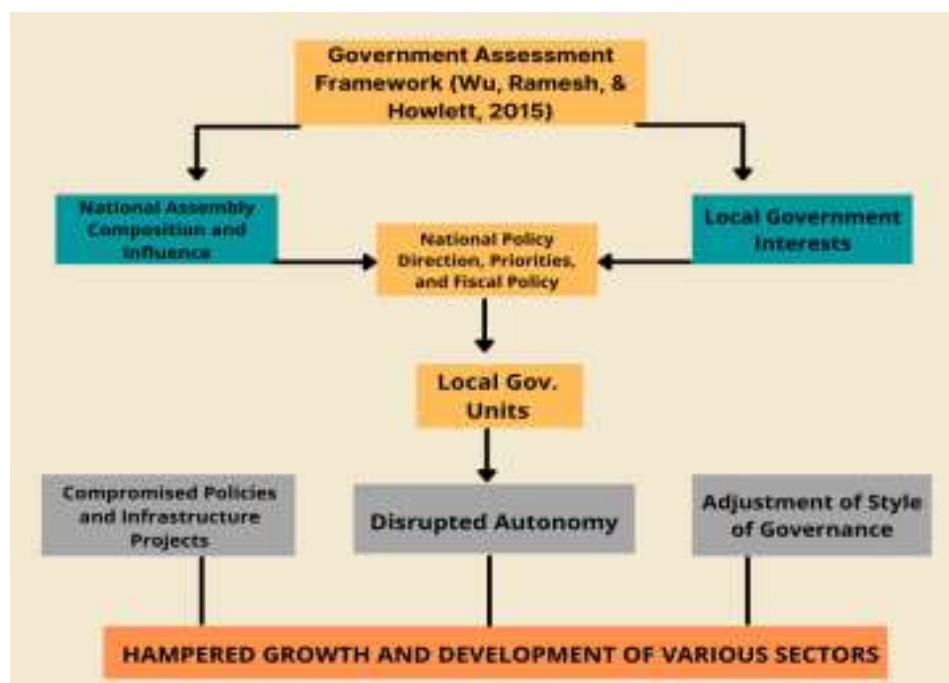 Government Assessment
Framework (Wu, Ramesh, &
Howlett, 2015)
National Assembly
Composition and
Influence
Local Government
Interests
National Policy
Direction, Priorities,
and Fiscal Policy
Local Gov.
Units
Compromised Policies
and Infrastructure
Projects
Disrupted Autonomy
Adjustment of Style
of Governance
HAMPERED GROWTH AND DEVELOPMENT OF VARIOUS SECTORS